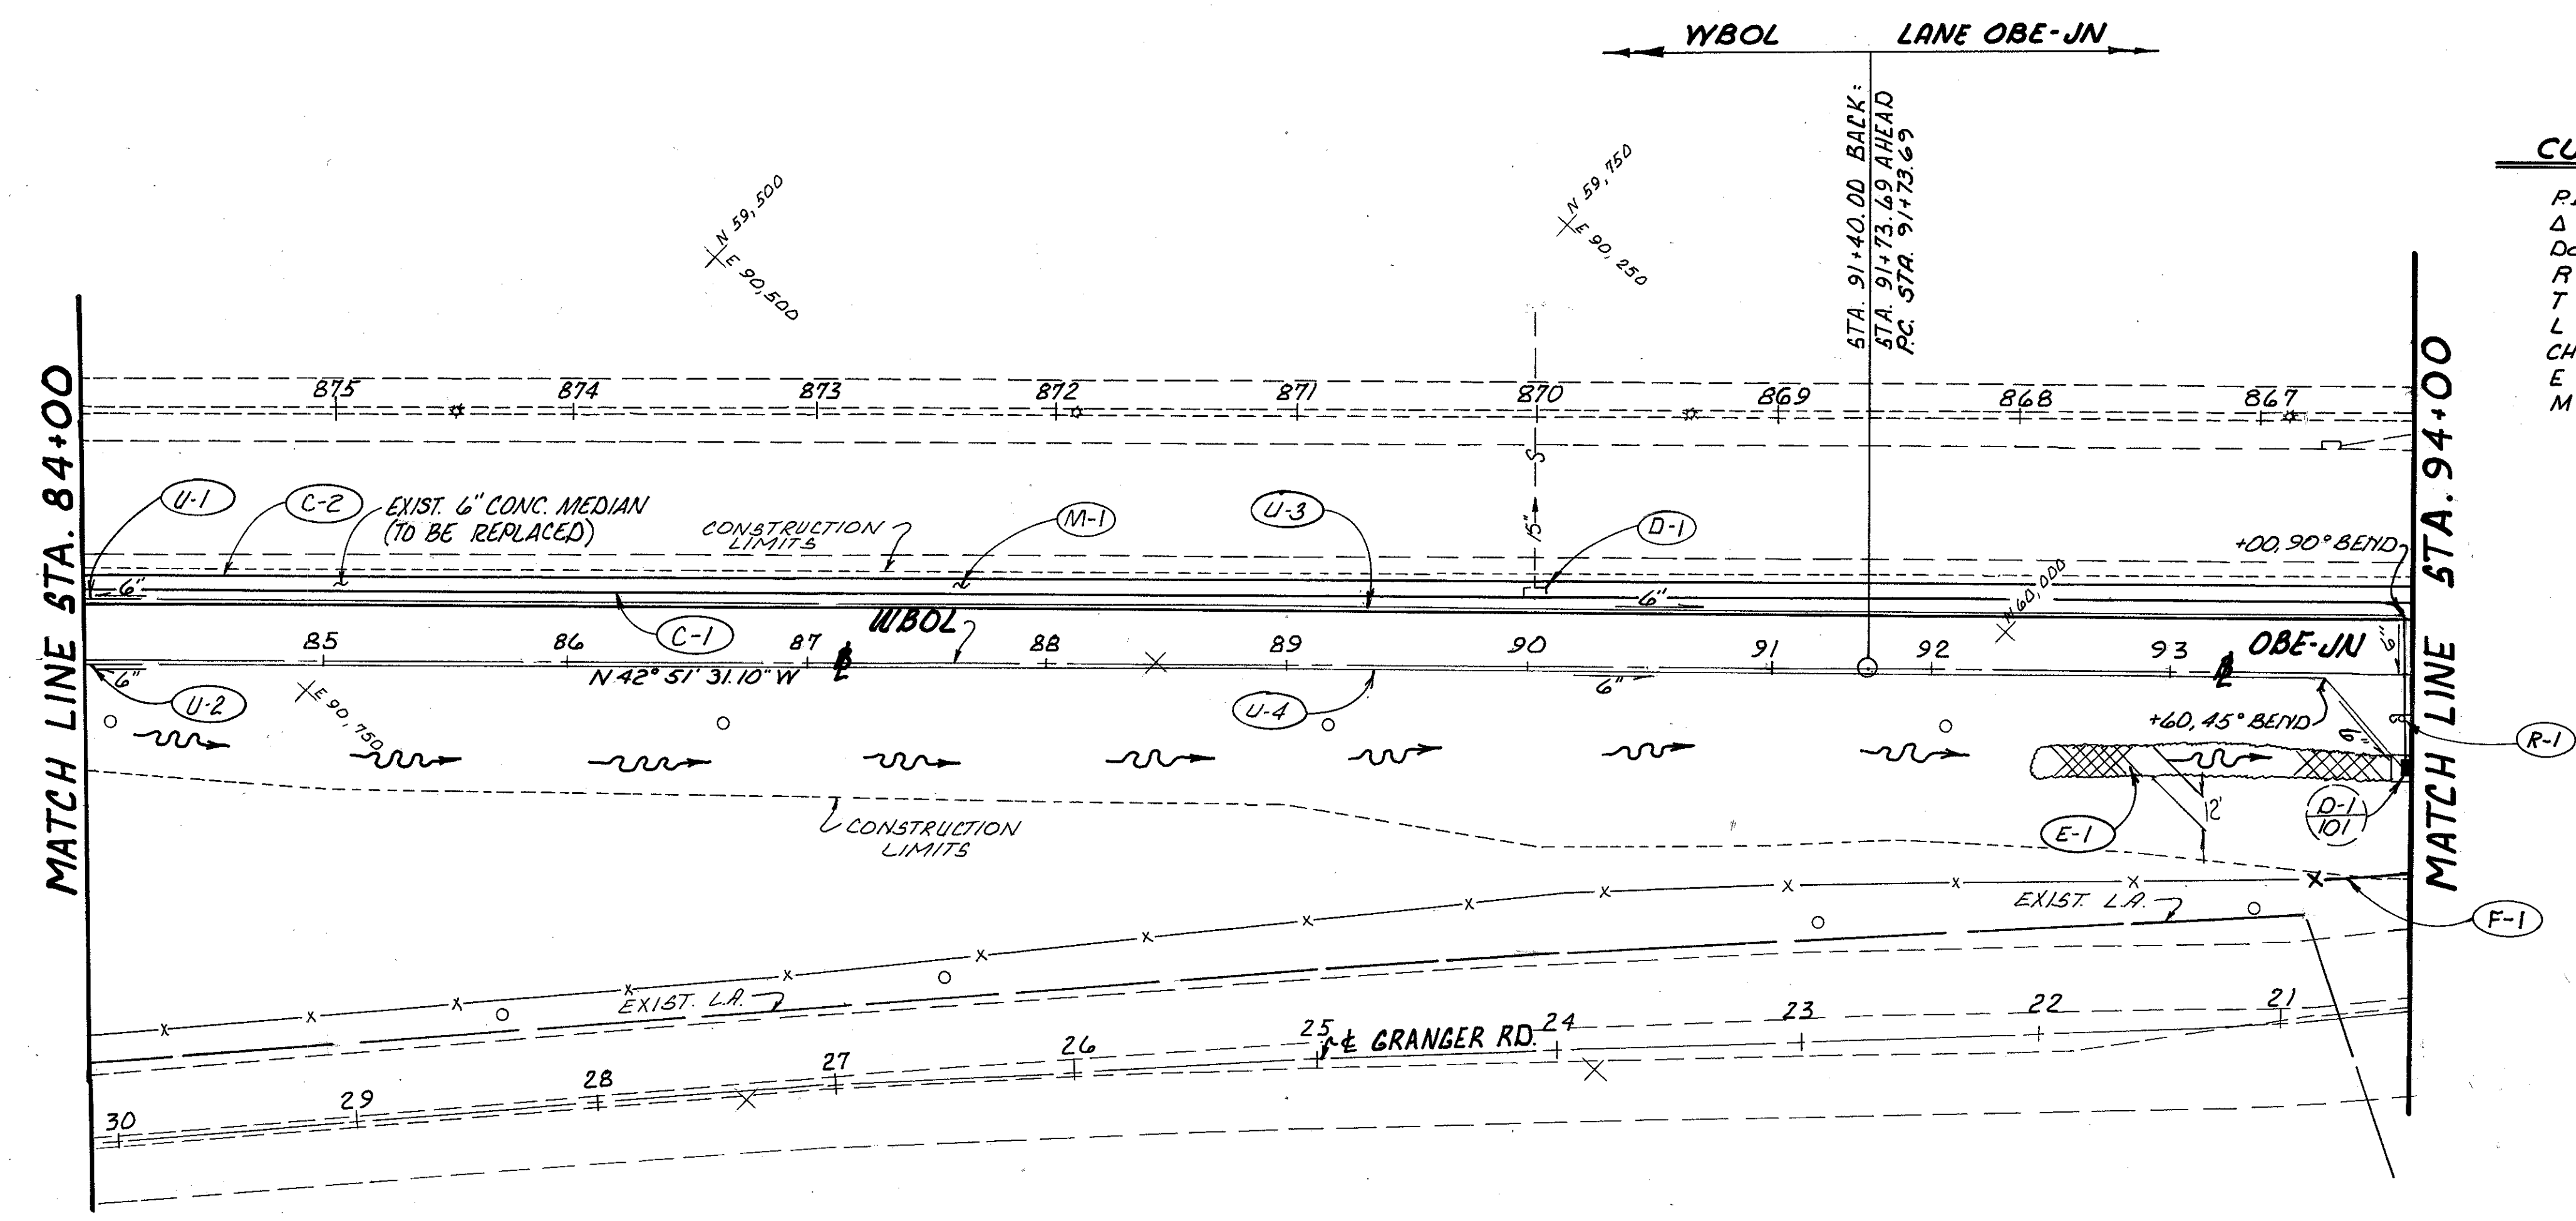 WBOL
LANE OBE-JN
STA. 91+40.00 BACK =
STA. 91+73.69 AHEAD
P.C. STA. 91+73.69
N 59,500
E 90,500
N 59,750
E 90,250
CU
P.I
Δ
Dc
R
T
L
CH
E
M
MATCH LINE STA. 84+00
MATCH LINE STA. 94+00
875
874
873
872
871
870
869
868
867
U-1
C-2
EXIST. 6" CONC. MEDIAN
(TO BE REPLACED)
CONSTRUCTION
LIMITS
M-1
U-3
15"
D-1
+00, 90° BEND
6"
6"
N 60,000
WBOL
C-1
85
86
87
88
89
90
91
92
93
OBE-JN
6"
N 42° 51' 31.10" W
6"
6"
U-2
E 90,750
U-4
+60, 45° BEND
6"
R-1
CONSTRUCTION
LIMITS
E-1
12'
D-1
101
EXIST. L.A.
F-1
EXIST. L.A.
℄ GRANGER RD.
30
29
28
27
26
25
24
23
22
21